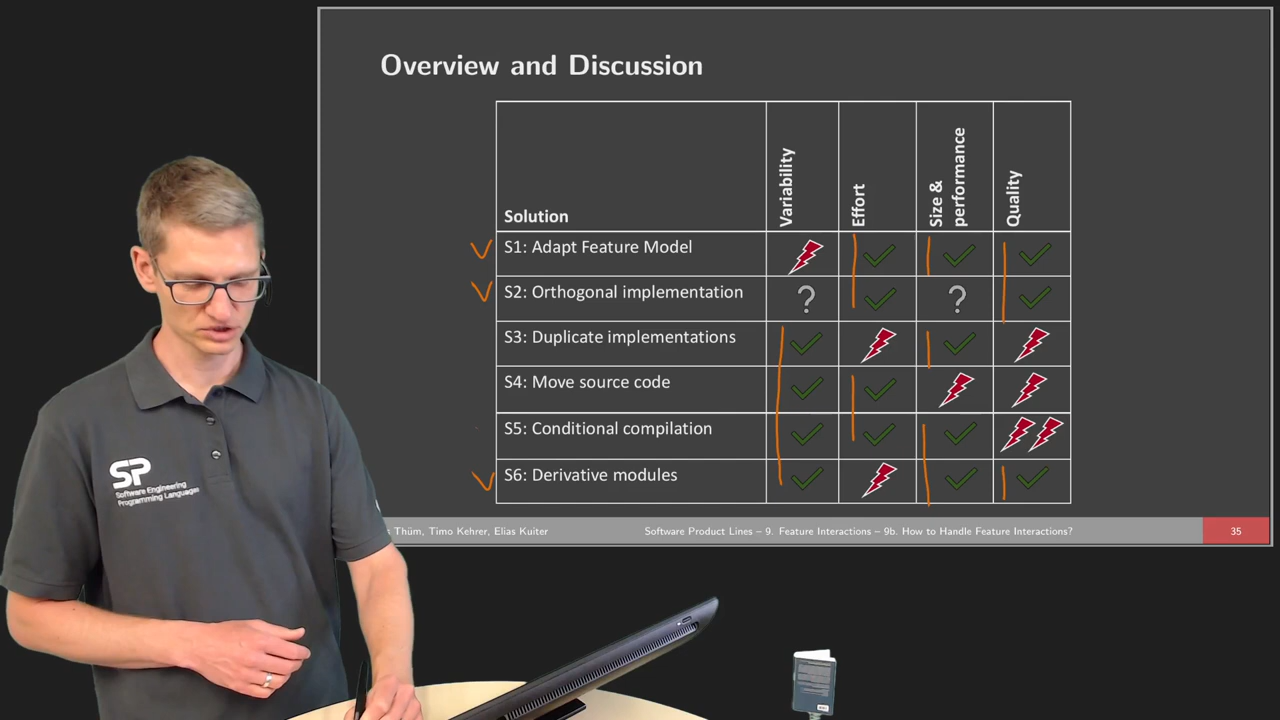 Overview and Discussion
Solution
Variability
Effort
Size &
performance
Quality
S1: Adapt Feature Model
S2: Orthogonal implementation
? ?
S3: Duplicate implementations
S4: Move source code
S5: Conditional compilation
S6: Derivative modules
Thüm, Timo Kehrer, Elias Kuiter
Software Product Lines – 9. Feature Interactions – 9b. How to Handle Feature Interactions?
35
SP
Software Engineering
Programming Languages